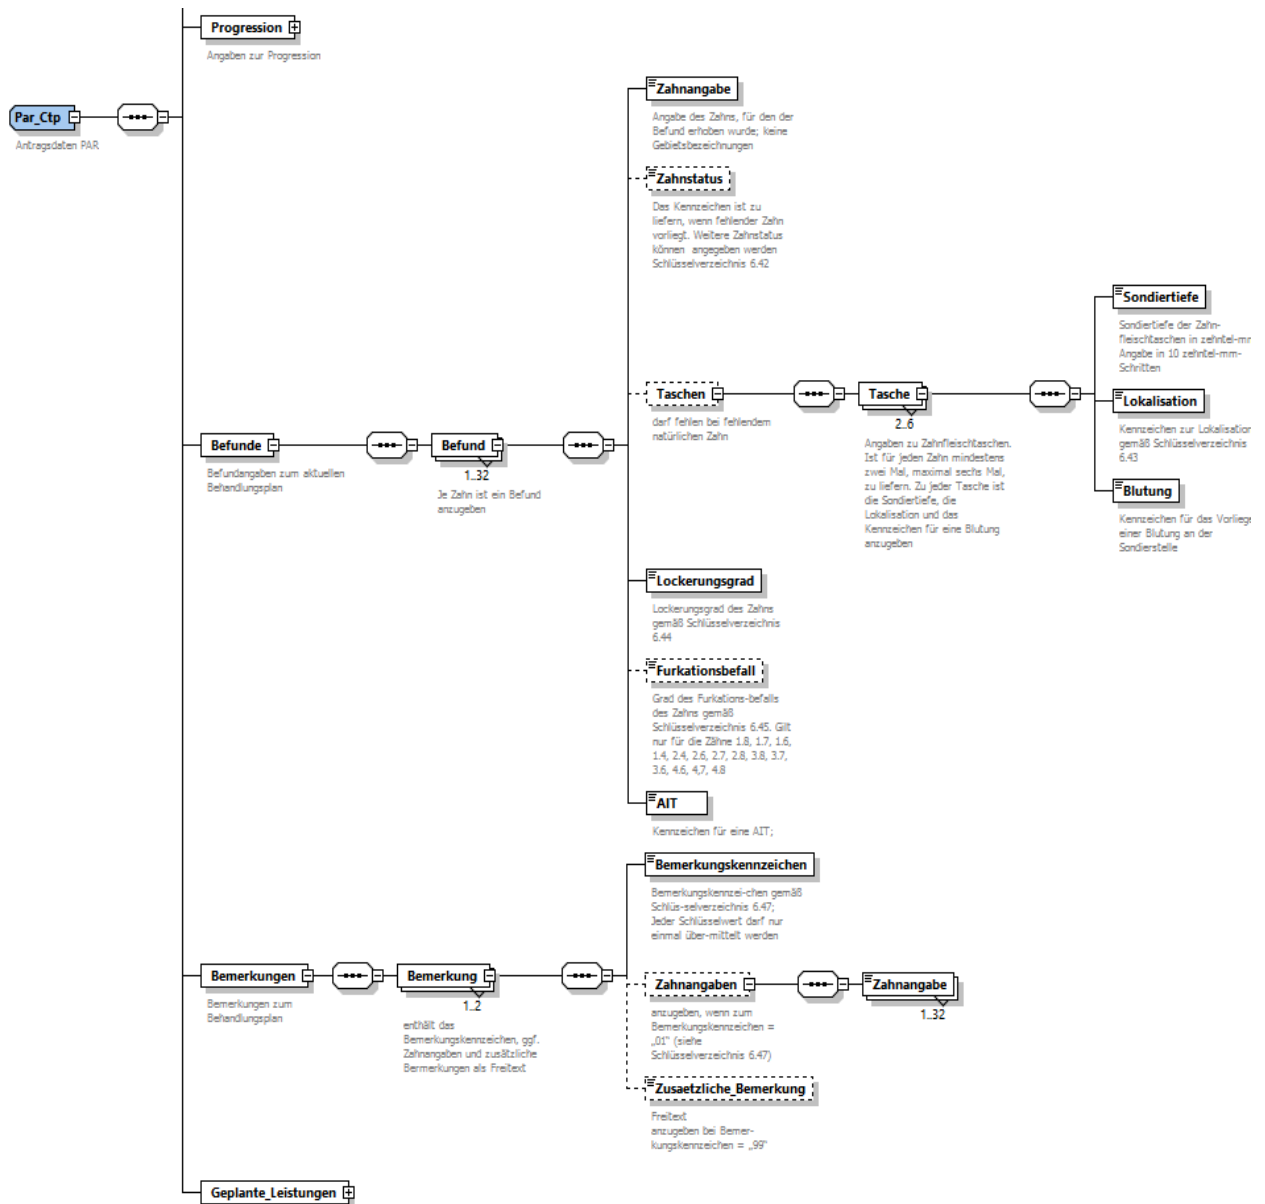 Progression
Angaben zur Progression
Par_Ctp
Antragsdaten PAR
Zahnangabe
Angabe des Zahns, für den der
Befund erhoben wurde; keine
Gebietsbezeichnungen
Zahnstatus
Das Kennzeichen ist zu
liefern, wenn fehlender Zahn
vorliegt. Weitere Zahnstatus
können angegeben werden
Schlüsselverzeichnis 6.42
Sondiertiefe
Sondiertiefe der Zahn-
fleischtaschen in zehntel-mr
Angabe in 10 zehntel-mm-
Schritten
Taschen
darf fehlen bei fehlendem
natürlichen Zahn
Tasche
2..6
Angaben zu Zahnfleischtaschen.
Ist für jeden Zahn mindestens
zwei Mal, maximal sechs Mal,
zu liefern. Zu jeder Tasche ist
die Sondiertiefe, die
Lokalisation und das
Kennzeichen für eine Blutung
anzugeben
Lokalisation
Kennzeichen zur Lokalisation
gemäß Schlüsselverzeichnis
6.43
Blutung
Kennzeichen für das Vorliege
einer Blutung an der
Sondierstelle
Befunde
Befundangaben zum aktuellen
Behandlungsplan
Befund
1..32
Je Zahn ist ein Befund
anzugeben
Lockerungsgrad
Lockerungsgrad des Zahns
gemäß Schlüsselverzeichnis
6.44
Furkationsbefall
Grad des Furkations-befalls
des Zahns gemäß
Schlüsselverzeichnis 6.45. Gilt
nur für die Zähne 1.8, 1.7, 1.6,
1.4, 2.4, 2.6, 2.7, 2.8, 3.8, 3.7,
3.6, 4.6, 4,7, 4.8
AIT
Kennzeichen für eine AIT;
Bemerkungskennzeichen
Bemerkungskennzei-chen gemäß
Schlüs-selverzeichnis 6.47;
Jeder Schlüsselwert darf nur
einmal über-mittelt werden
Bemerkungen
Bemerkungen zum
Behandlungsplan
Bemerkung
1..2
enthält das
Bemerkungskennzeichen, ggf.
Zahnangaben und zusätzliche
Bermerkungen als Freitext
Zahnangaben
anzugeben, wenn zum
Bemerkungskennzeichen =
„01“ (siehe
Schlüsselverzeichnis 6.47)
Zahnangabe
1..32
Zusaetzliche_Bemerkung
Freitext
anzugeben bei Bemer-
kungskennzeichen = „99“
Geplante_Leistungen